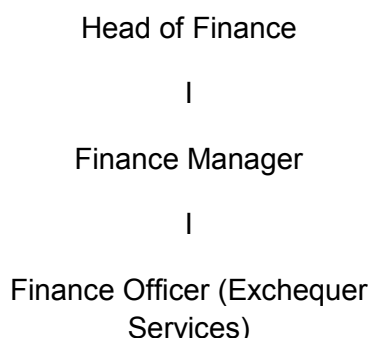 Head of Finance
I
Finance Manager
I
Finance Officer (Exchequer
Services)